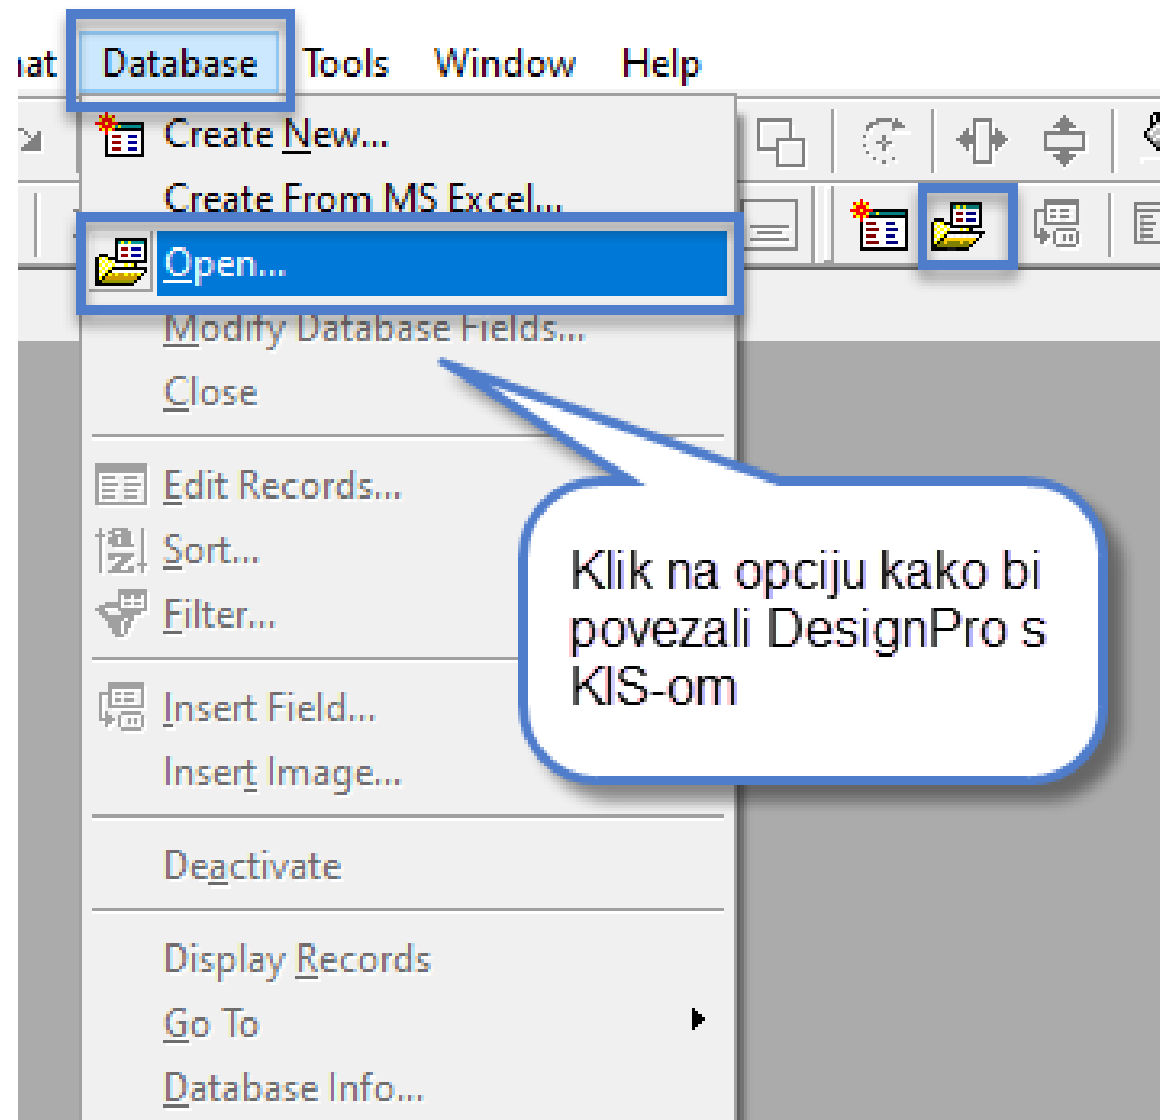 Database Tools Window Help
Create New...
Create From MS Excel...
Open...
Modify Database Fields...
Close
Edit Records...
Sort...
Filter...
Klik na opciju kako bi
povezali DesignPro s
KIS-om
Insert Field...
Insert Image...
Deactivate
Display Records
Go To
Database Info...